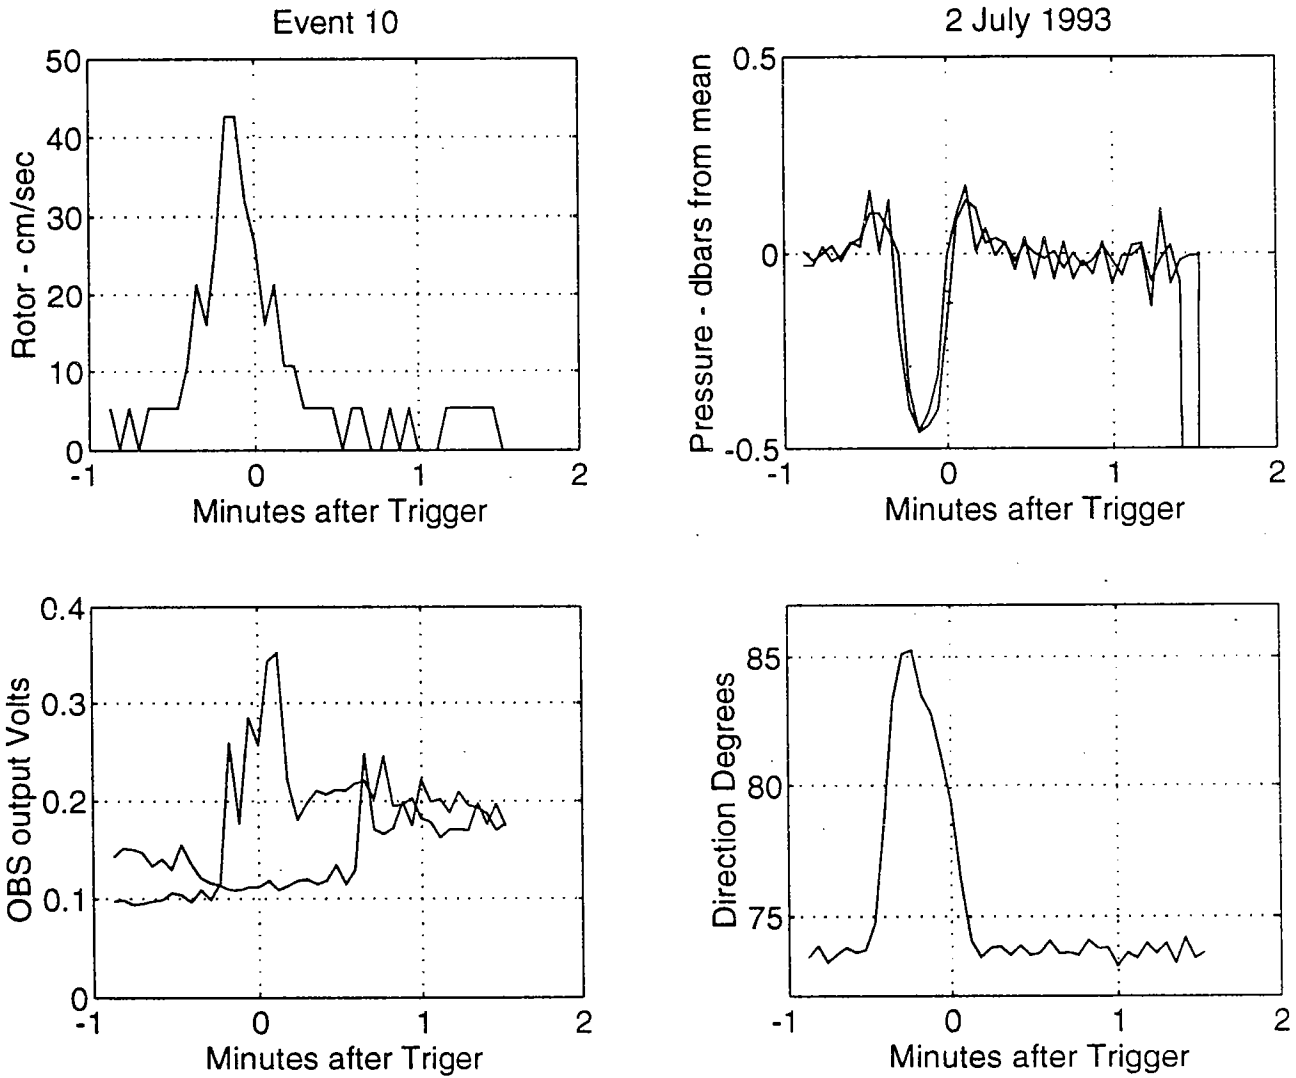 Event 10
50
40
30
20
10
0
Rotor - cm/sec
-1 0 1 2
Minutes after Trigger
2 July 1993
0.5
0
-0.5
Pressure - dbars from mean
-1 0 1 2
Minutes after Trigger
0.4
0.3
0.2
0.1
0
OBS output Volts
-1 0 1 2
Minutes after Triger
85
80
75
Direction Degrees
-1 0 1 2
Minutes after Trigger